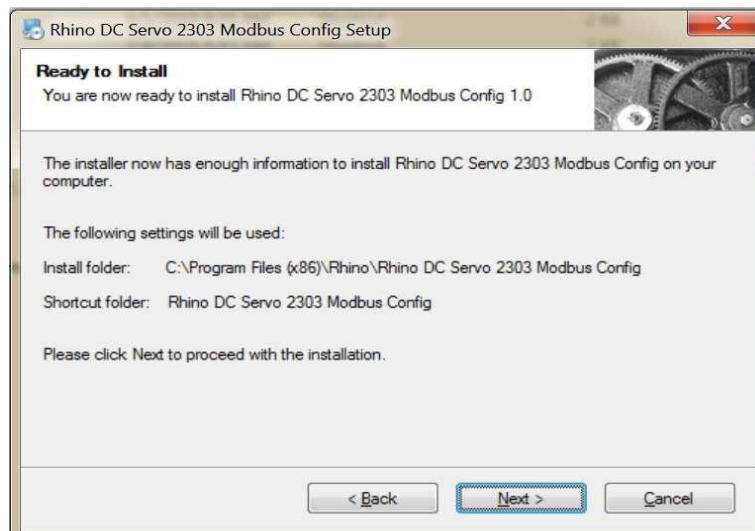 Rhino DC Servo 2303 Modbus Config Setup
Ready to Install
You are now ready to install Rhino DC Servo 2303 Modbus Config 1.0
The installer now has enough information to install Rhino DC Servo 2303 Modbus Config on your
computer.
The following settings will be used:
Install folder: C:\Program Files (x86)\Rhino\Rhino DC Servo 2303 Modbus Config
Shortcut folder: Rhino DC Servo 2303 Modbus Config
Please click Next to proceed with the installation.
< Back Next > Cancel